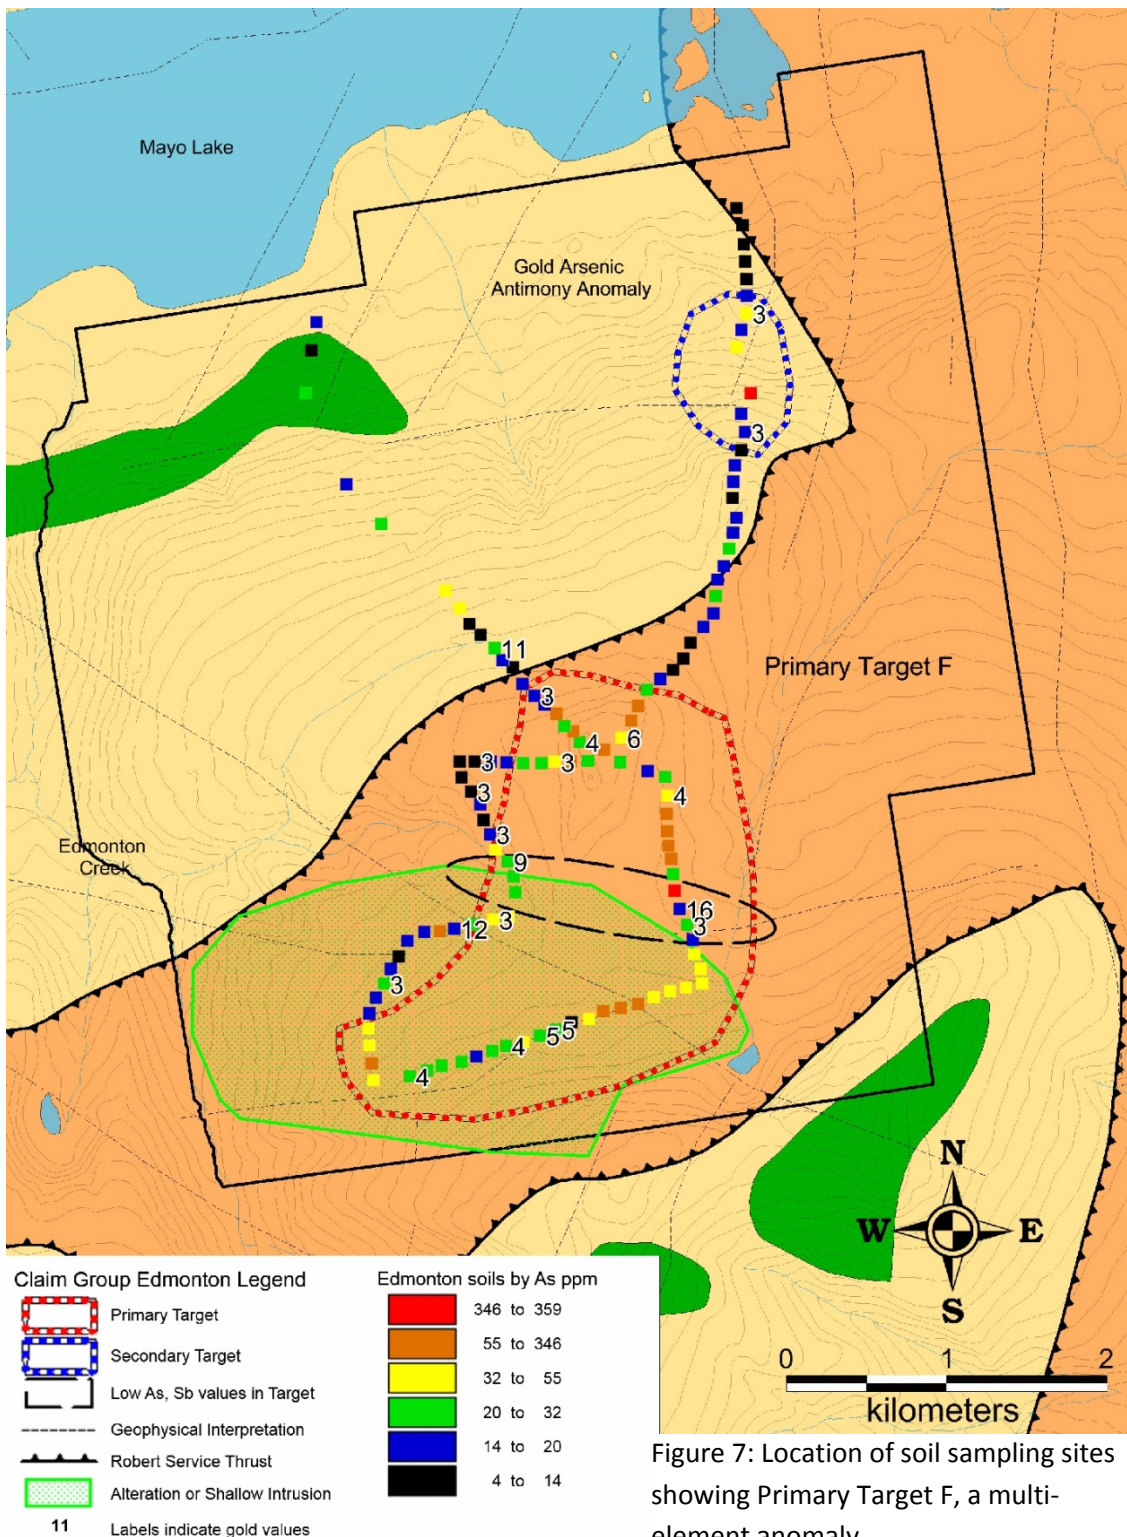 Mayo Lake
Gold Arsenic
Antimony Anomaly
3
3
11
Primary Target F
3
4
6
3
3
4
3
3
Edmonton
Creek
9
16
3
12
3
3
5
5
4
4
N
W
E
S
0 1 2
kilometers
Claim Group Edmonton Legend
Primary Target
Secondary Target
Low As, Sb values in Target
Geophysical Interpretation
Robert Service Thrust
Alteration or Shallow Intrusion
11 Labels indicate gold values
Edmonton soils by As ppm
346 to 359
55 to 346
32 to 55
20 to 32
14 to 20
4 to 14
Figure 7: Location of soil sampling sites
showing Primary Target F, a multi-
element anomaly